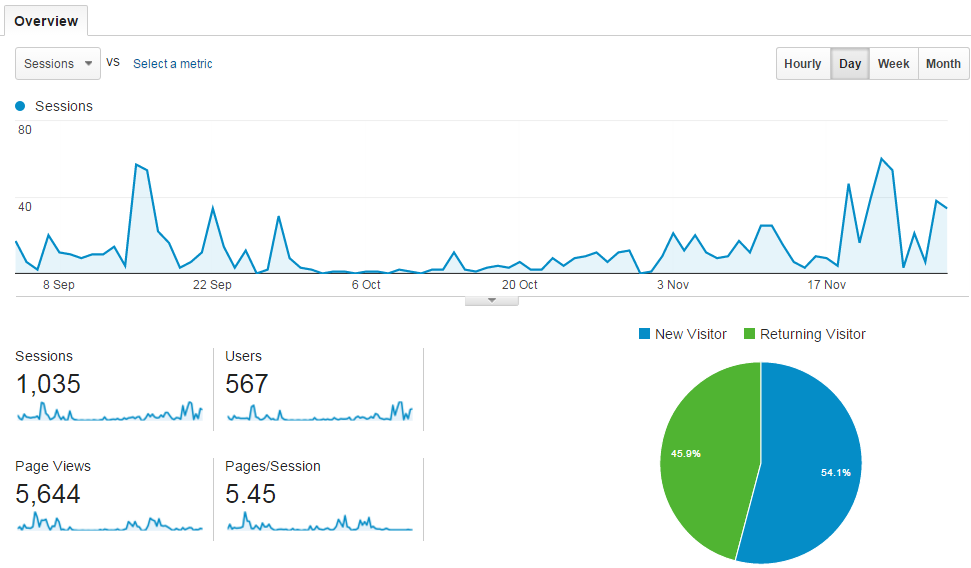 Overview
Sessions VS Select a metric
Hourly Day Week Month
Sessions
80
40
8 Sep 22 Sep 6 Oct 20 Oct 3 Nov 17 Nov
New Visitor Returning Visitor
Sessions Users
1,035 567
Page Views Pages/Session
5,644 5.45
45.9%
54.1%